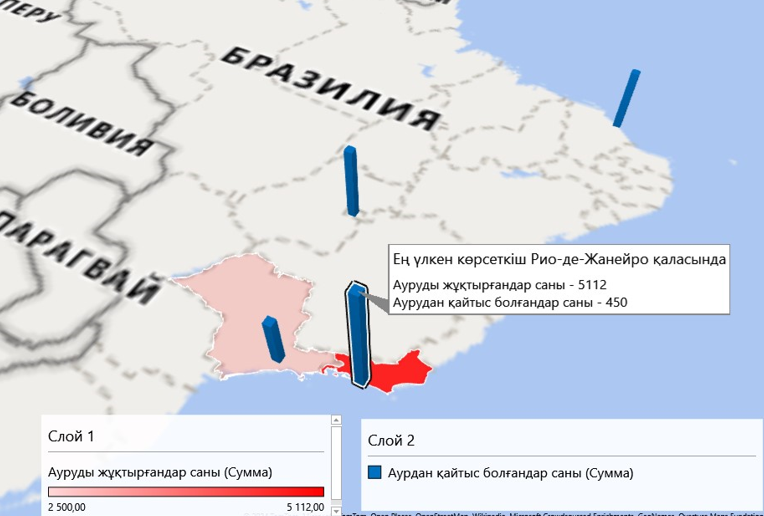 ПЕРУ
БРАЗИЛИЯ
БОЛИВИЯ
ПАРАГВАЙ
Ең үлкен көрсеткіш Рио-де-Жанейро қаласында
Ауруды жұқтырғандар саны - 5112
Аурудан қайтыс болғандар саны - 450
Слой 1
Ауруды жұқтырғандар саны (Сумма)
2 500,00
5 112,00
Слой 2
Аурдан қайтыс болғандар саны (Сумма)